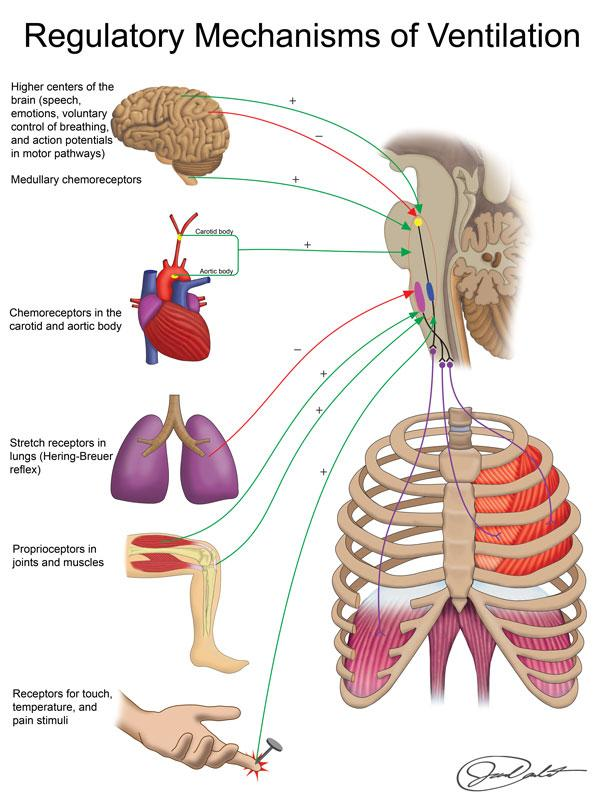 Regulatory Mechanisms of Ventilation
Higher centers of the
brain (speech,
emotions, voluntary
control of breathing,
and action potentials
in motor pathways)
+
−
Medullary chemoreceptors
+
Carotid body
+
Aortic body
Chemoreceptors in the
carotid and aortic body
−
+
+
Stretch receptors in
lungs (Hering-Breuer
reflex)
+
Proprioceptors in
joints and muscles
Receptors for touch,
temperature, and
pain stimuli